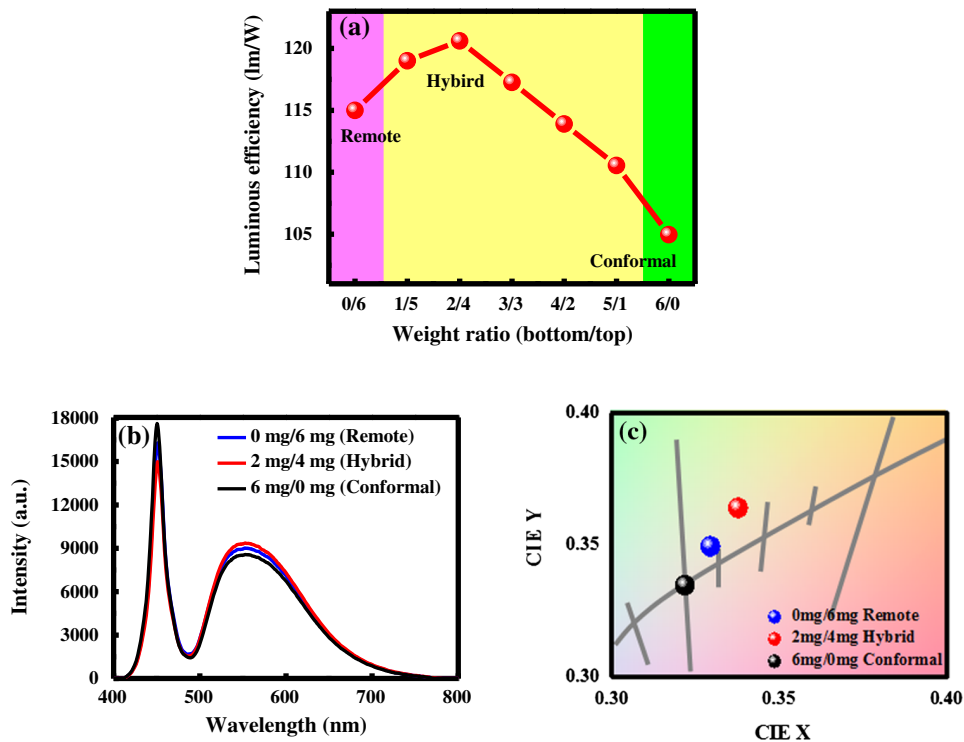 (a)
Luminous efficiency (lm/W)
120
115
110
105
Remote
Hybird
Conformal
0/6 1/5 2/4 3/3 4/2 5/1 6/0
Weight ratio (bottom/top)
(b)
Intensity (a.u.)
18000
15000
12000
9000
6000
3000
0
0 mg/6 mg (Remote)
2 mg/4 mg (Hybrid)
6 mg/0 mg (Conformal)
400 500 600 700 800
Wavelength (nm)
(c)
CIE Y
0.40
0.35
0.30
0mg/6mg Remote
2mg/4mg Hybrid
6mg/0mg Conformal
0.30 0.35 0.40
CIE X